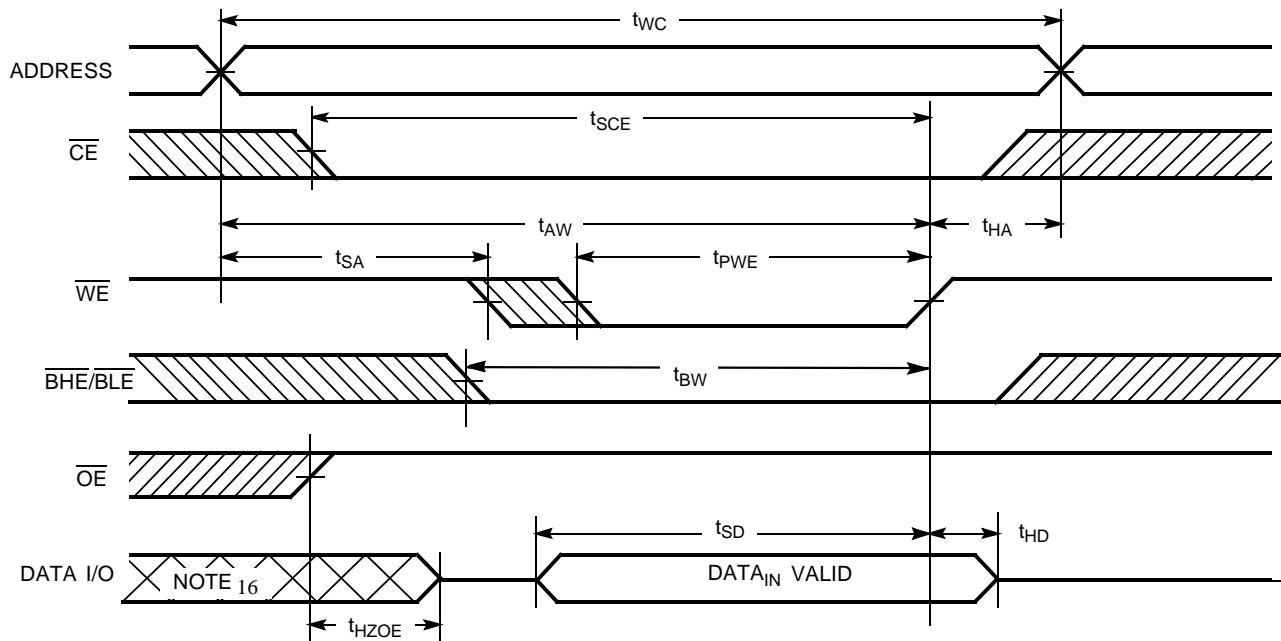 tWC
ADDRESS
tSCE
CE
tAW
tHA
tSA
tPWE
WE
BHE/BLE
tBW
OE
tSD
tHD
DATA I/O
NOTE 16
DATAIN VALID
tHZOE